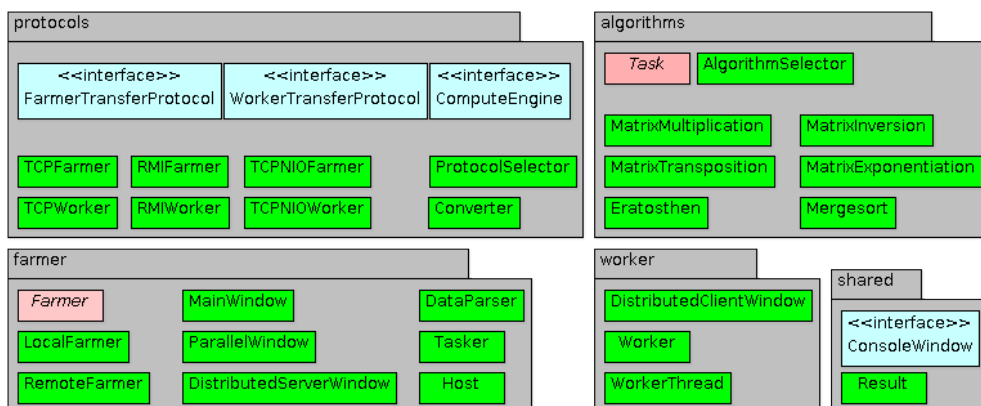 protocols
<<interface>>
FarmerTransferProtocol
<<interface>>
WorkerTransferProtocol
<<interface>>
ComputeEngine
TCPFarmer
RMIFarmer
TCPNIOFarmer
ProtocolSelector
TCPWorker
RMIWorker
TCPNIOWorker
Converter
algorithms
Task
AlgorithmSelector
MatrixMultiplication
MatrixInversion
MatrixTransposition
MatrixExponentiation
Eratosthen
Mergesort
farmer
Farmer
MainWindow
DataParser
LocalFarmer
ParallelWindow
Tasker
RemoteFarmer
DistributedServerWindow
Host
worker
DistributedClientWindow
Worker
WorkerThread
shared
<<interface>>
ConsoleWindow
Result